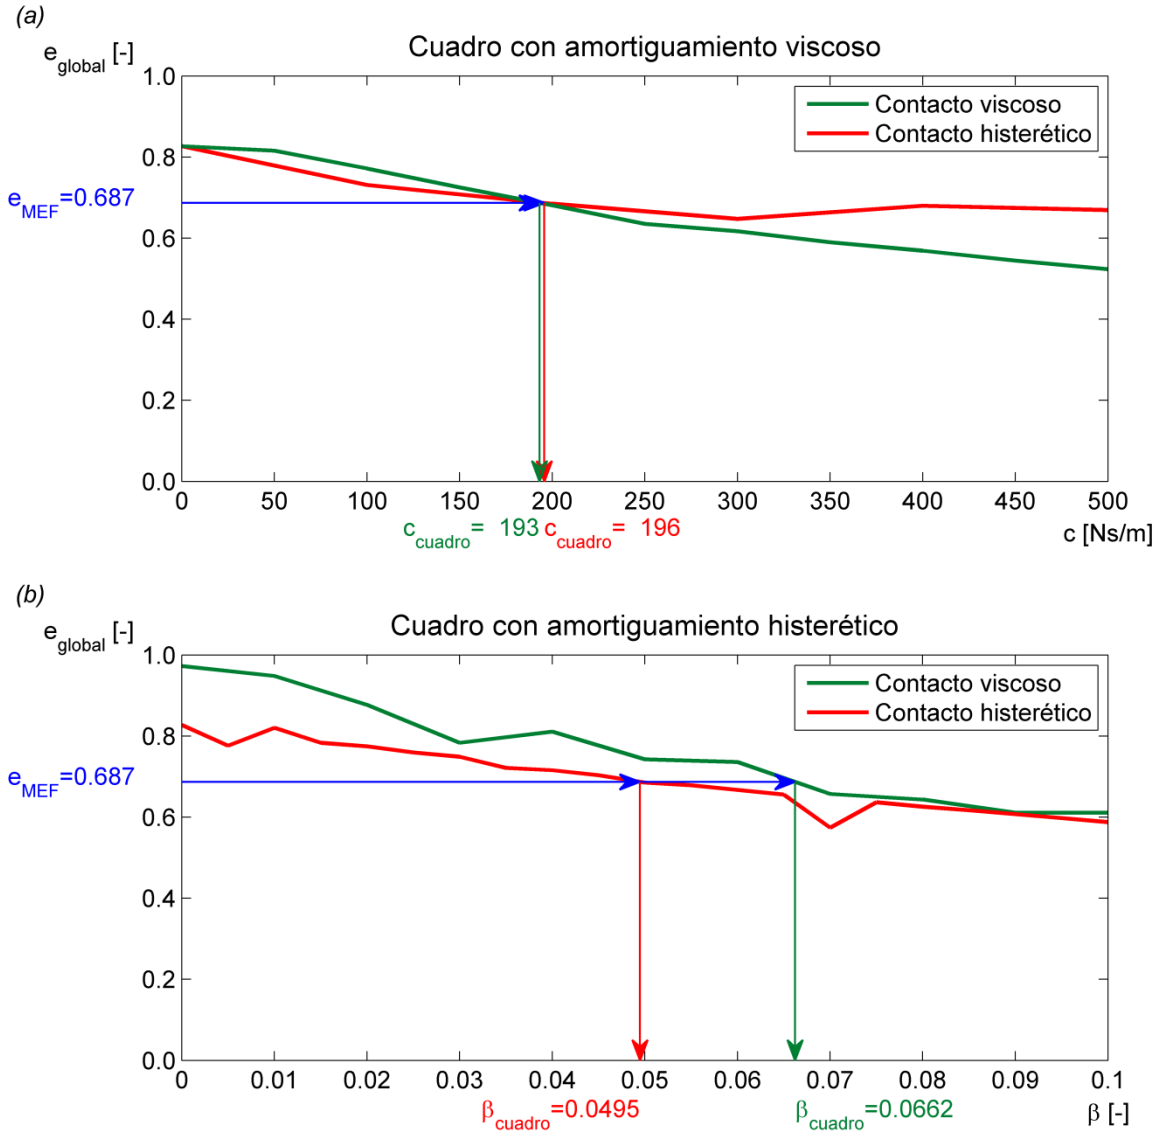 (a)
e_global [-]
Cuadro con amortiguamiento viscoso
1.0
Contacto viscoso
Contacto histerético
0.8
e_MEF=0.687
0.6
0.4
0.2
0.0
0 50 100 150 200 250 300 350 400 450 500
c_cuadro= 193 c_cuadro= 196 c [Ns/m]
(b)
e_global [-]
Cuadro con amortiguamiento histerético
1.0
Contacto viscoso
Contacto histerético
0.8
e_MEF=0.687
0.6
0.4
0.2
0.0
0 0.01 0.02 0.03 0.04 0.05 0.06 0.07 0.08 0.09 0.1
β_cuadro=0.0495 β_cuadro=0.0662 β [-]